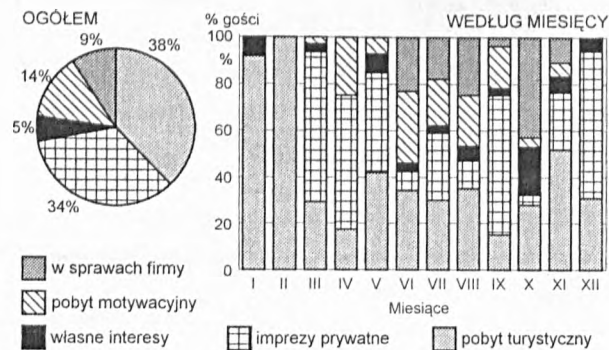 OGÓŁEM
9%
38%
14%
5%
34%
% gości
WEDŁUG MIESIĘCY
100
%
80
60
40
20
0
I II III IV V VI VII VIII IX X XI XII
Miesiące
w sprawach firmy
pobyt motywacyjny
własne interesy
imprezy prywatne
pobyt turystyczny